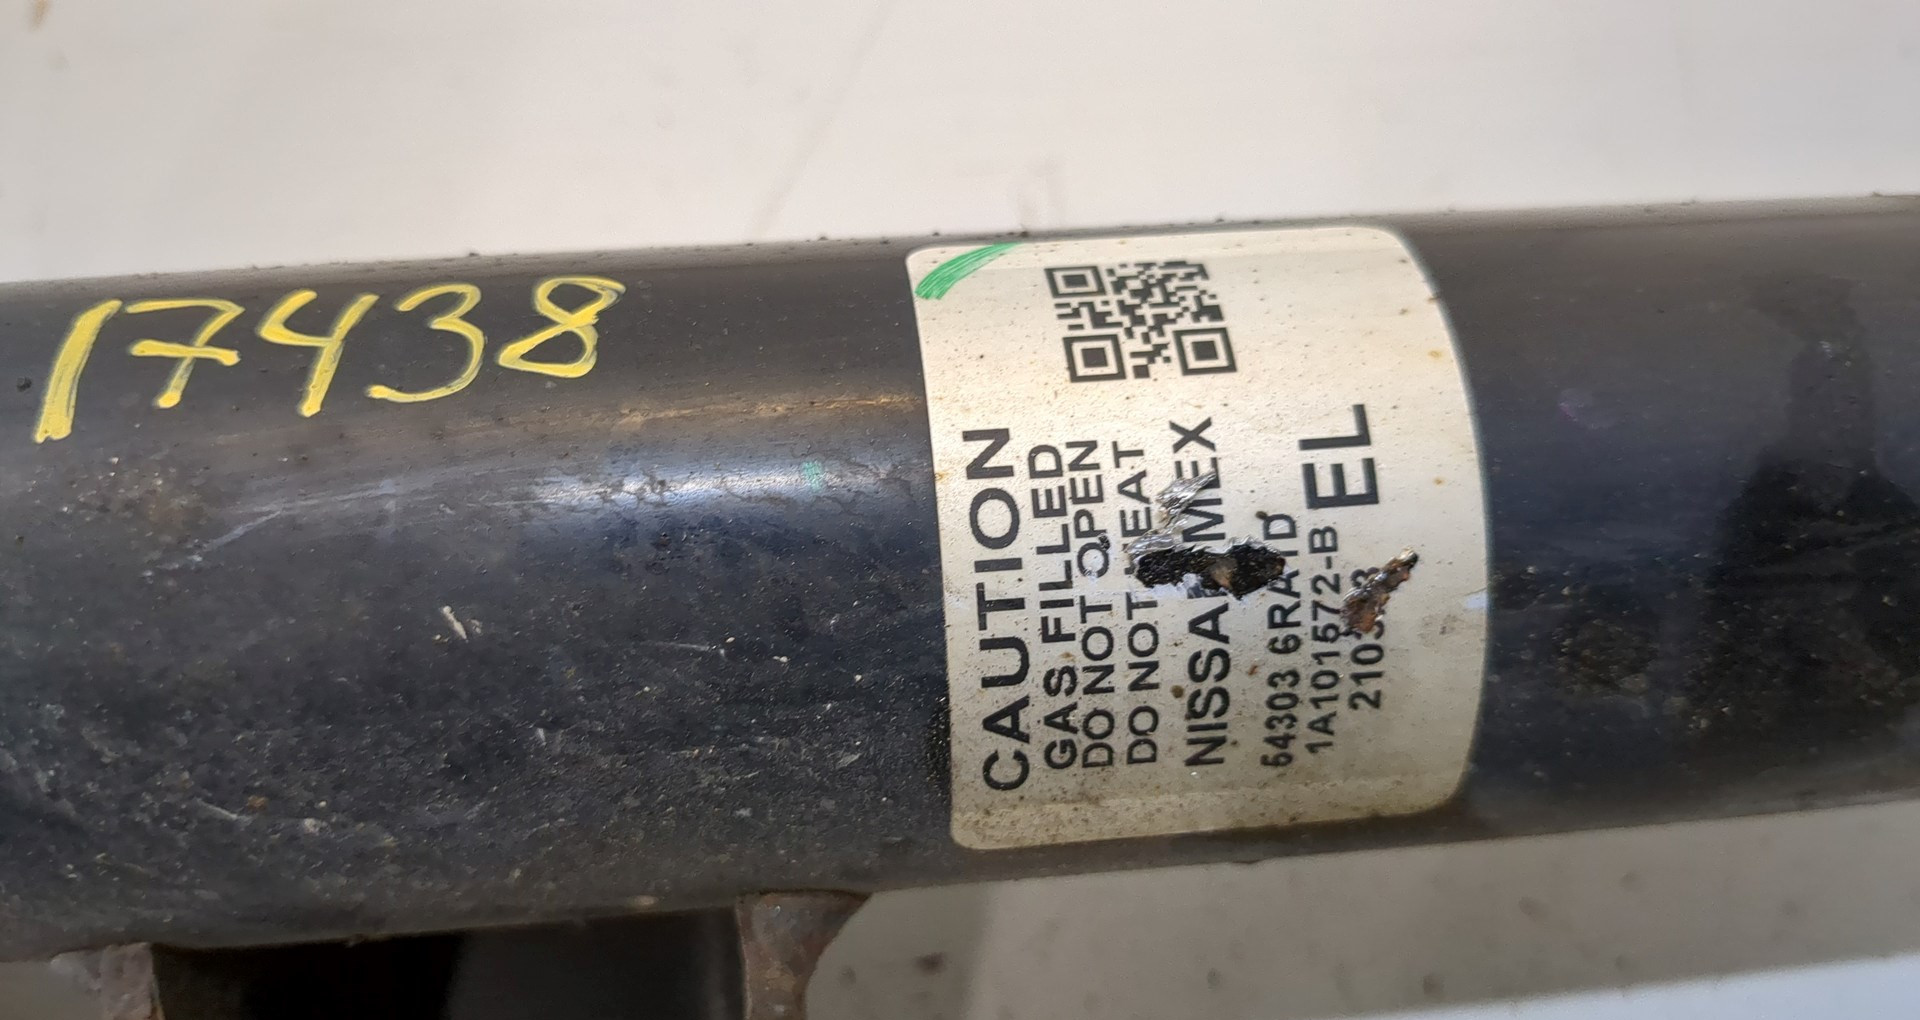 17438
CAUTION
GAS FILLED
DO NOT OPEN
DO NOT HEAT
NISSAN MEX
54303 6RA1D
1A101572-B
EL